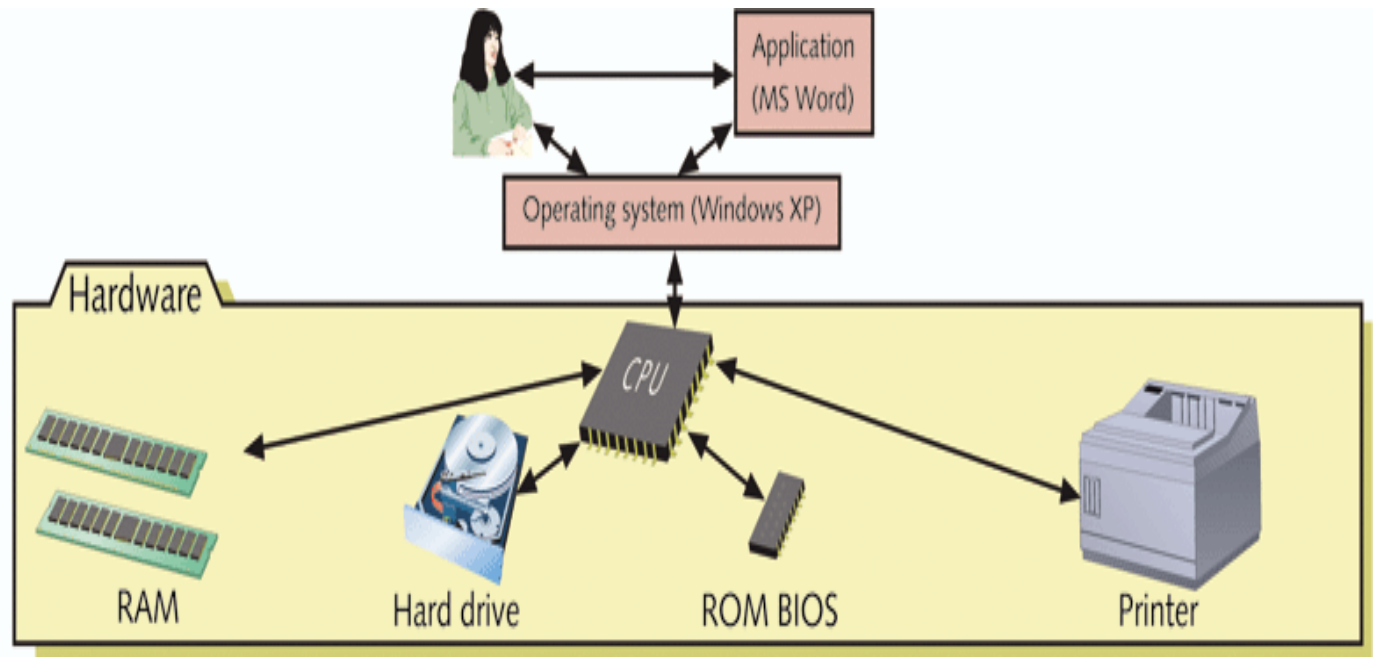 Application
(MS Word)
Operating system (Windows XP)
Hardware
CPU
RAM
Hard drive
ROM BIOS
Printer